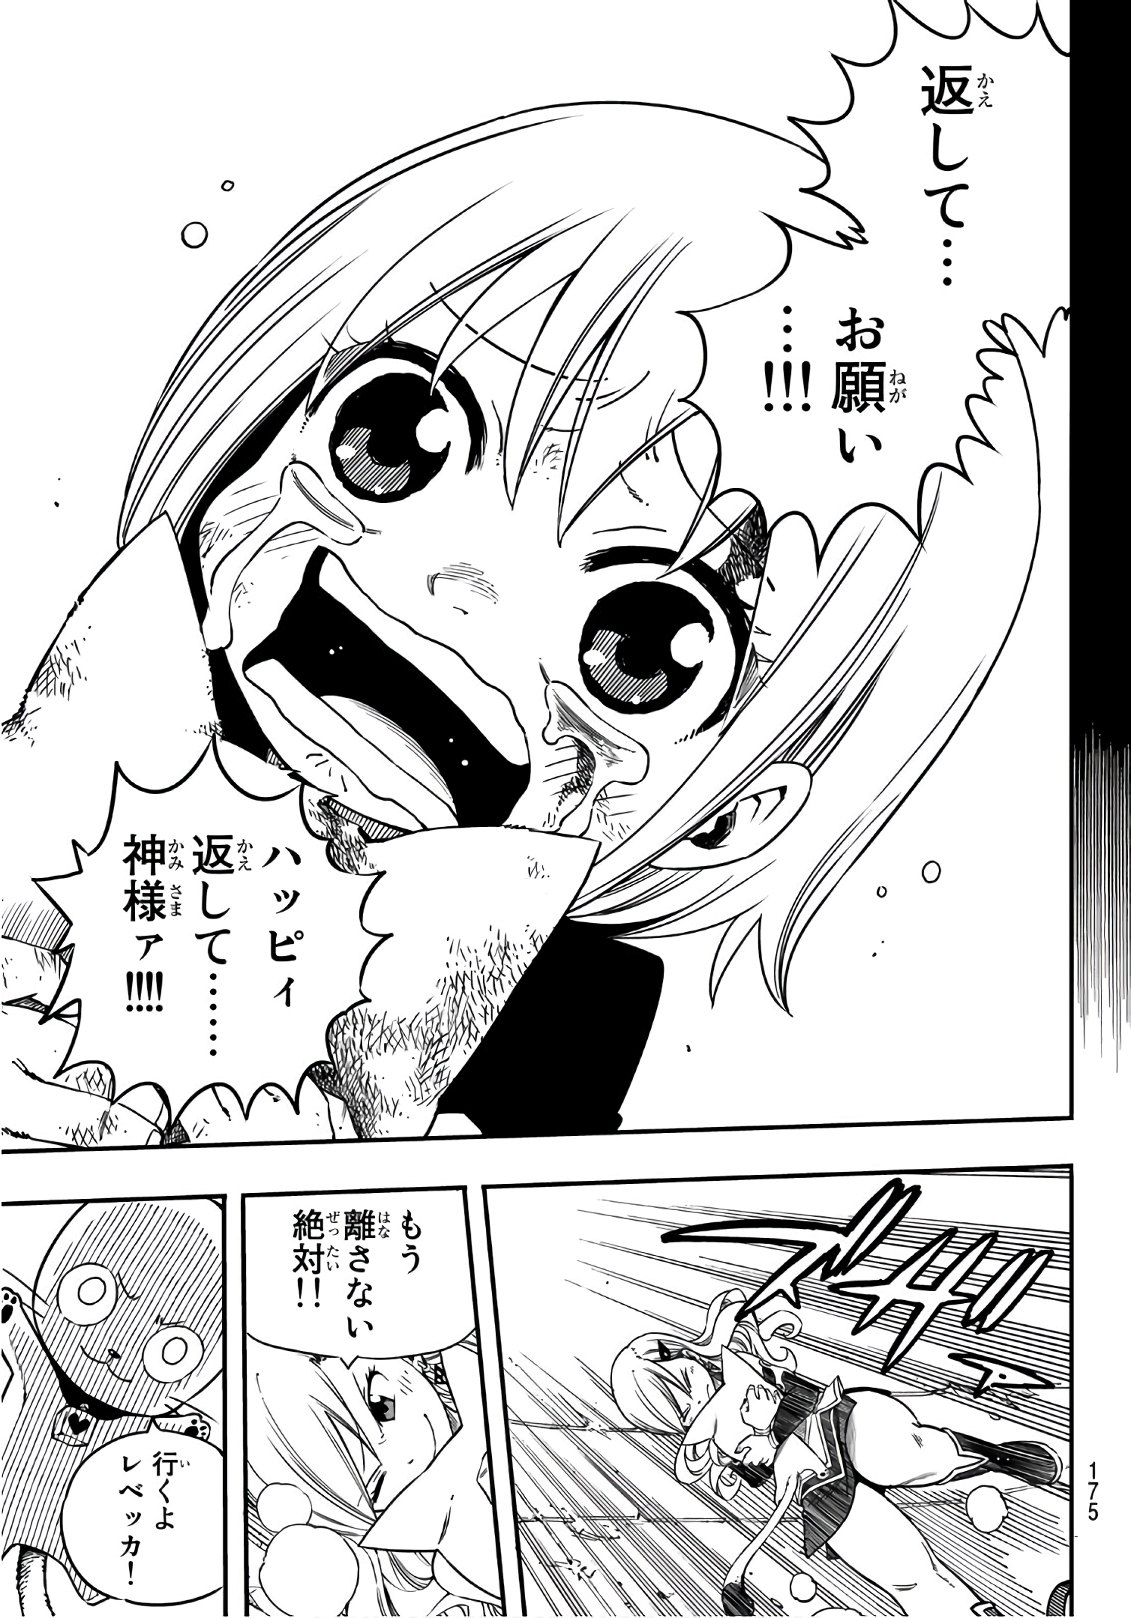 返して…
お願い
…!!!
ハッピィ
返して……
神様ァ!!!!
ズザザッ
もう
離さない
絶対!!
行くよ
レベッカ!
175